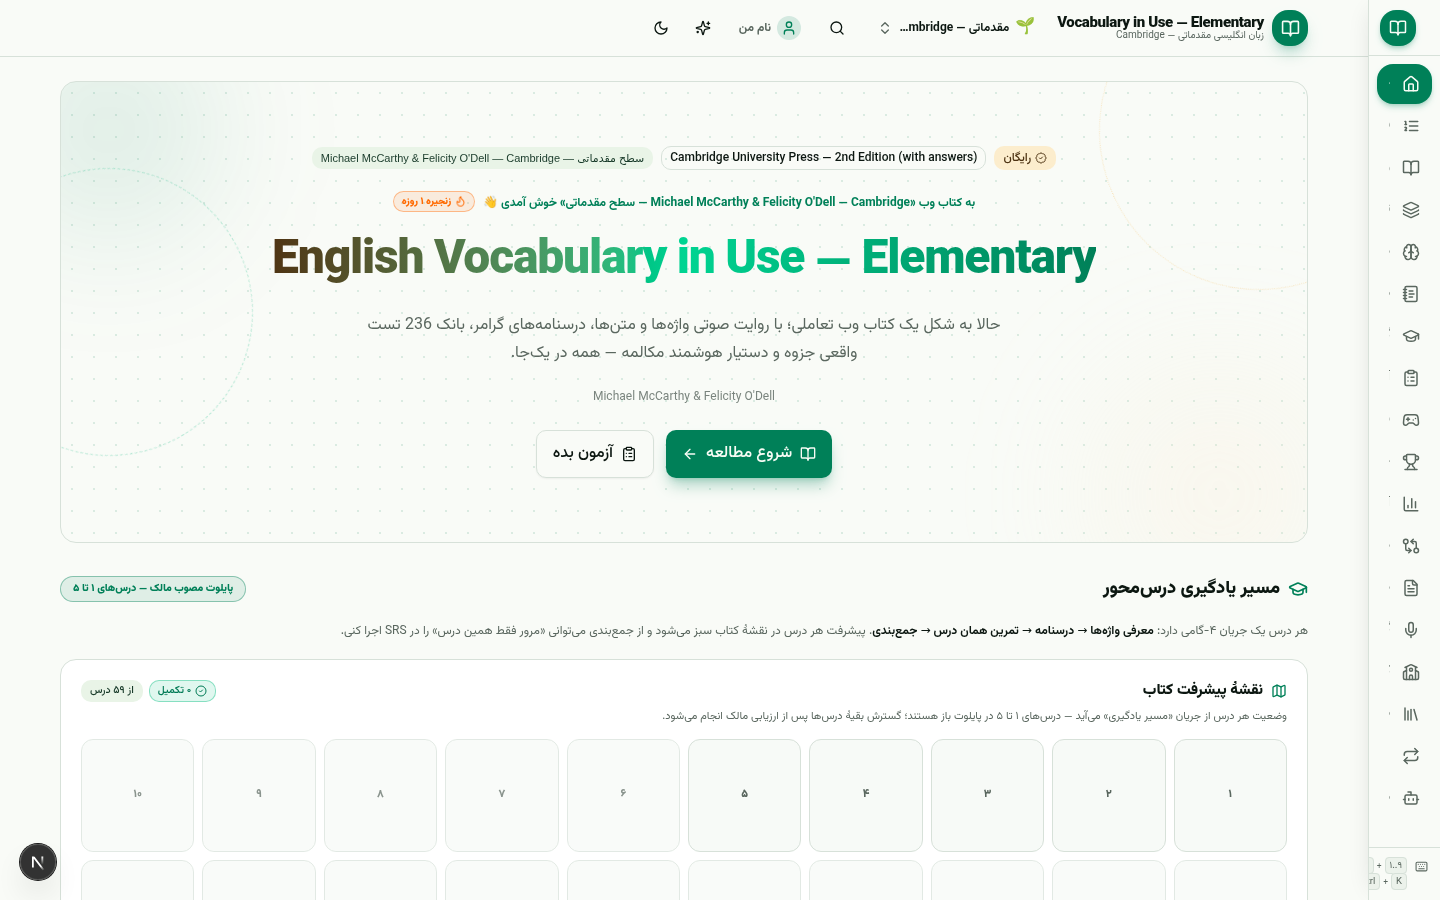 Vocabulary in Use — Elementary
زبان انگلیسی مقدماتی — Cambridge
مقدماتی — mbridge...
نام من
رایگان
Cambridge University Press — 2nd Edition (with answers)
Michael McCarthy & Felicity O'Dell — Cambridge — سطح مقدماتی
به کتاب وب «Michael McCarthy & Felicity O'Dell — Cambridge — سطح مقدماتی» خوش آمدی 👋
زنجیره ۱ روزه
English Vocabulary in Use — Elementary
حالا به شکل یک کتاب وب تعاملی؛ با روایت صوتی واژه‌ها و متن‌ها، درسنامه‌های گرامر، بانک 236 تست
واقعی جزوه و دستیار هوشمند مکالمه — همه در یک‌جا.
Michael McCarthy & Felicity O'Dell
شروع مطالعه
آزمون بده
مسیر یادگیری درس‌محور
پایلوت مصوب مالک — درس‌های ۱ تا ۵
هر درس یک جریان ۴-گامی دارد: معرفی واژه‌ها → درسنامه → تمرین همان درس → جمع‌بندی. پیشرفت هر درس در نقشهٔ کتاب سبز می‌شود و از جمع‌بندی می‌توانی «مرور فقط همین درس» را در SRS اجرا کنی.
نقشهٔ پیشرفت کتاب
۰ تکمیل
از ۵۹ درس
وضعیت هر درس از جریان «مسیر یادگیری» می‌آید — درس‌های ۱ تا ۵ در پایلوت باز هستند؛ گسترش بقیهٔ درس‌ها پس از ارزیابی مالک انجام می‌شود.
۱
۲
۳
۴
۵
۶
۷
۸
۹
۱۰
+ ۱..۹
+ K
N